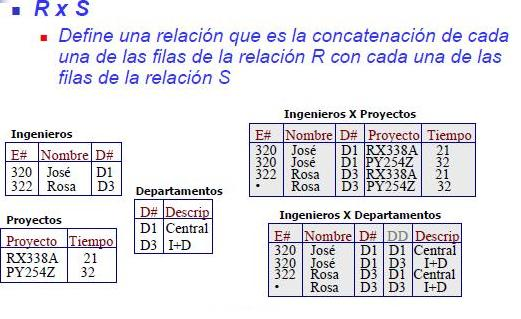 R x S
Define una relación que es la concatenación de cada
una de las filas de la relación R con cada una de las
filas de la relación S
Ingenieros
E# Nombre D#
320 José D1
322 Rosa D3
Proyectos
Proyecto Tiempo
RX338A 21
PY254Z 32
Departamentos
D# Descrip
D1 Central
D3 I+D
Ingenieros X Proyectos
E# Nombre D# Proyecto Tiempo
320 José D1 RX338A 21
320 José D1 PY254Z 32
322 Rosa D3 RX338A 21
• Rosa D3 PY254Z 32
Ingenieros X Departamentos
E# Nombre D# DD Descrip
320 José D1 D1 Central
320 José D1 D3 I+D
322 Rosa D3 D1 Central
• Rosa D3 D3 I+D